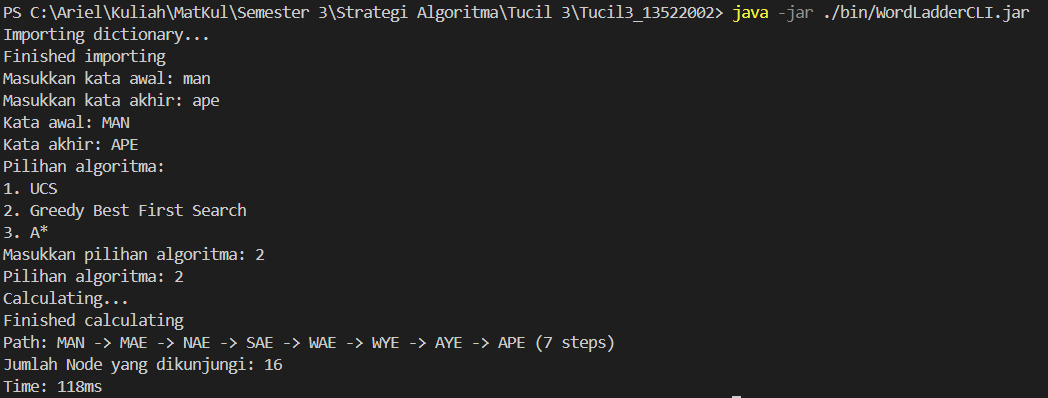 PS C:\Ariel\Kuliah\MatKul\Semester 3\Strategi Algoritma\Tucil 3\Tucil3_13522002> java -jar ./bin/WordLadderCLI.jar
Importing dictionary...
Finished importing
Masukkan kata awal: man
Masukkan kata akhir: ape
Kata awal: MAN
Kata akhir: APE
Pilihan algoritma:
1. UCS
2. Greedy Best First Search
3. A*
Masukkan pilihan algoritma: 2
Pilihan algoritma: 2
Calculating...
Finished calculating
Path: MAN -> MAE -> NAE -> SAE -> WAE -> WYE -> AYE -> APE (7 steps)
Jumlah Node yang dikunjungi: 16
Time: 118ms